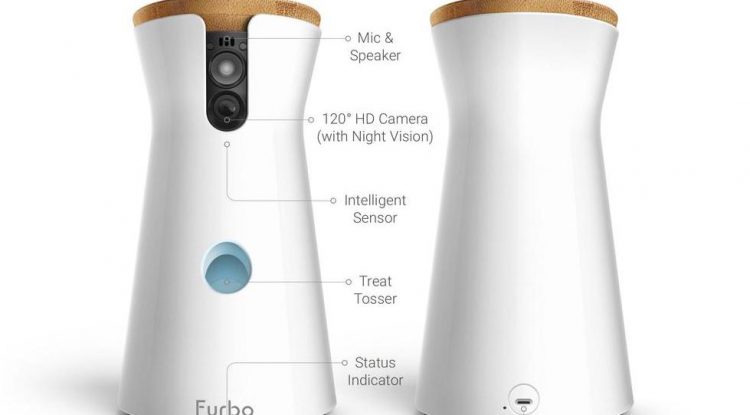 Mic &
Speaker
120° HD Camera
(with Night Vision)
Intelligent
Sensor
Treat
Tosser
Status
Indicator
Furbo